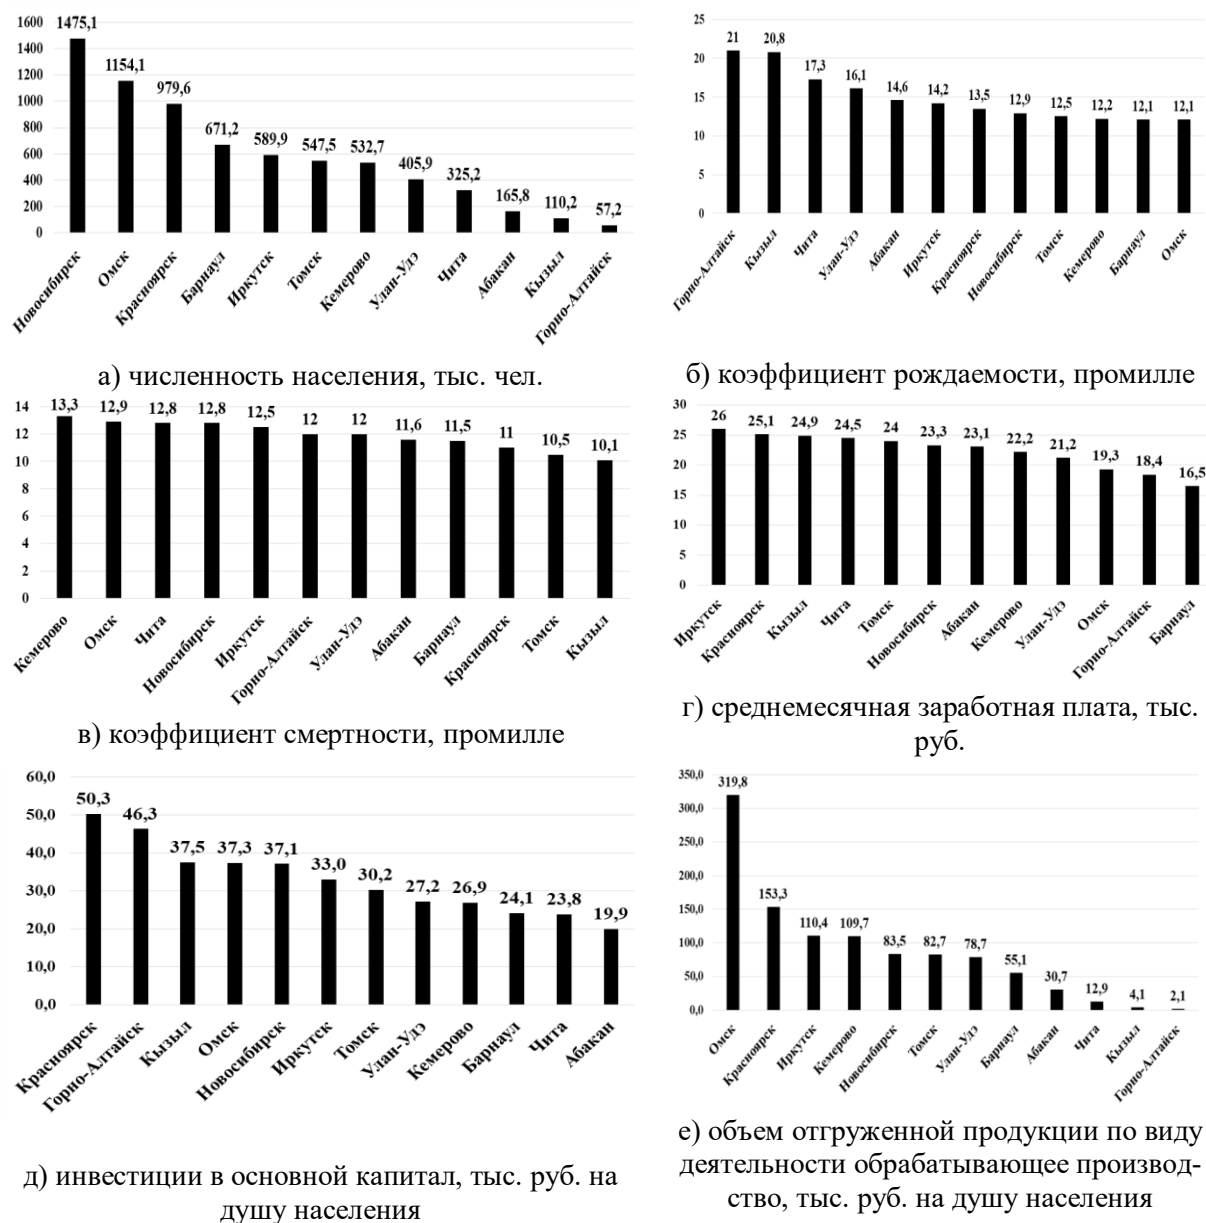 1600
1400
1200
1000
800
600
400
200
0
1475,1
1154,1
979,6
671,2
589,9
547,5
532,7
405,9
325,2
165,8
110,2
57,2
Новосибирск
Омск
Красноярск
Барнаул
Иркутск
Томск
Кемерово
Улан-Удэ
Чита
Абакан
Кызыл
Горно-Алтайск
а) численность населения, тыс. чел.
25
20
15
10
5
0
21
20,8
17,3
16,1
14,6
14,2
13,5
12,9
12,5
12,2
12,1
12,1
Горно-Алтайск
Кызыл
Чита
Улан-Удэ
Абакан
Иркутск
Красноярск
Новосибирск
Томск
Кемерово
Барнаул
Омск
б) коэффициент рождаемости, промилле
14
12
10
8
6
4
2
0
13,3
12,9
12,8
12,8
12,5
12
12
11,6
11,5
11
10,5
10,1
Кемерово
Омск
Чита
Новосибирск
Иркутск
Горно-Алтайск
Улан-Удэ
Абакан
Барнаул
Красноярск
Томск
Кызыл
в) коэффициент смертности, промилле
30
25
20
15
10
5
0
26
25,1
24,9
24,5
24
23,3
23,1
22,2
21,2
19,3
18,4
16,5
Иркутск
Красноярск
Кызыл
Чита
Томск
Новосибирск
Абакан
Кемерово
Улан-Удэ
Омск
Горно-Алтайск
Барнаул
г) среднемесячная заработная плата, тыс.
руб.
60,0
50,0
40,0
30,0
20,0
10,0
0,0
50,3
46,3
37,5
37,3
37,1
33,0
30,2
27,2
26,9
24,1
23,8
19,9
Красноярск
Горно-Алтайск
Кызыл
Омск
Новосибирск
Иркутск
Томск
Улан-Удэ
Кемерово
Барнаул
Чита
Абакан
д) инвестиции в основной капитал, тыс. руб. на
душу населения
350,0
300,0
250,0
200,0
150,0
100,0
50,0
0,0
319,8
153,3
110,4
109,7
83,5
82,7
78,7
55,1
30,7
12,9
4,1
2,1
Омск
Красноярск
Иркутск
Кемерово
Новосибирск
Томск
Улан-Удэ
Барнаул
Абакан
Чита
Кызыл
Горно-Алтайск
е) объем отгруженной продукции по виду
деятельности обрабатывающее производ-
ство, тыс. руб. на душу населения